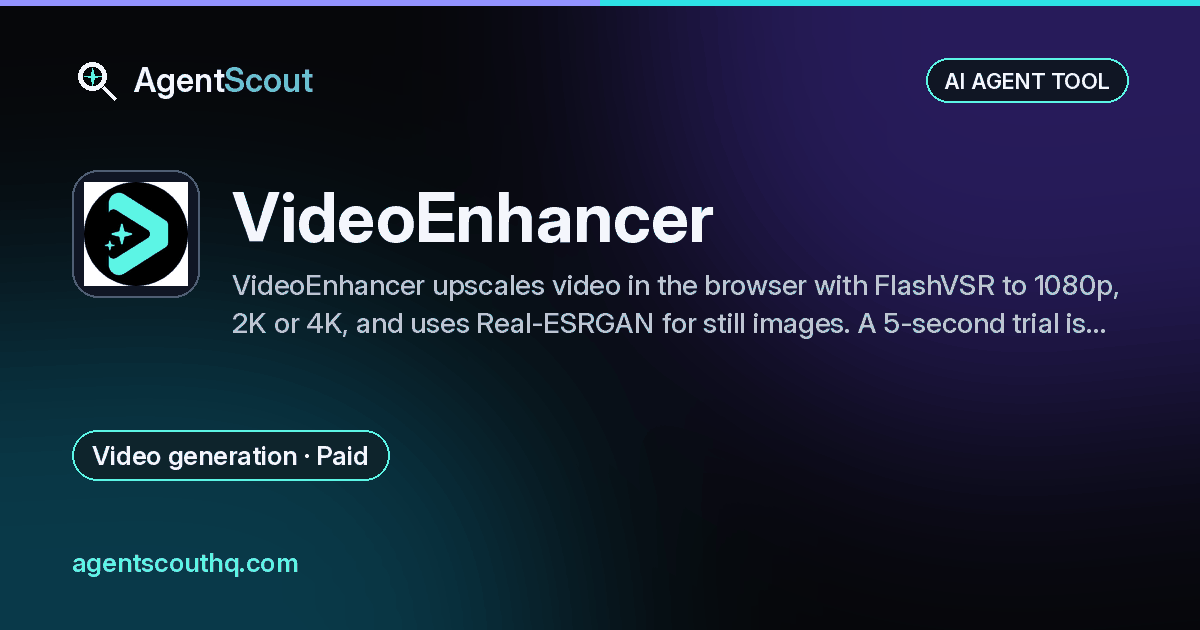 AgentScout
AI AGENT TOOL
VideoEnhancer
VideoEnhancer upscales video in the browser with FlashVSR to 1080p,
2K or 4K, and uses Real-ESRGAN for still images. A 5-second trial is...
Video generation · Paid
agentscouthq.com